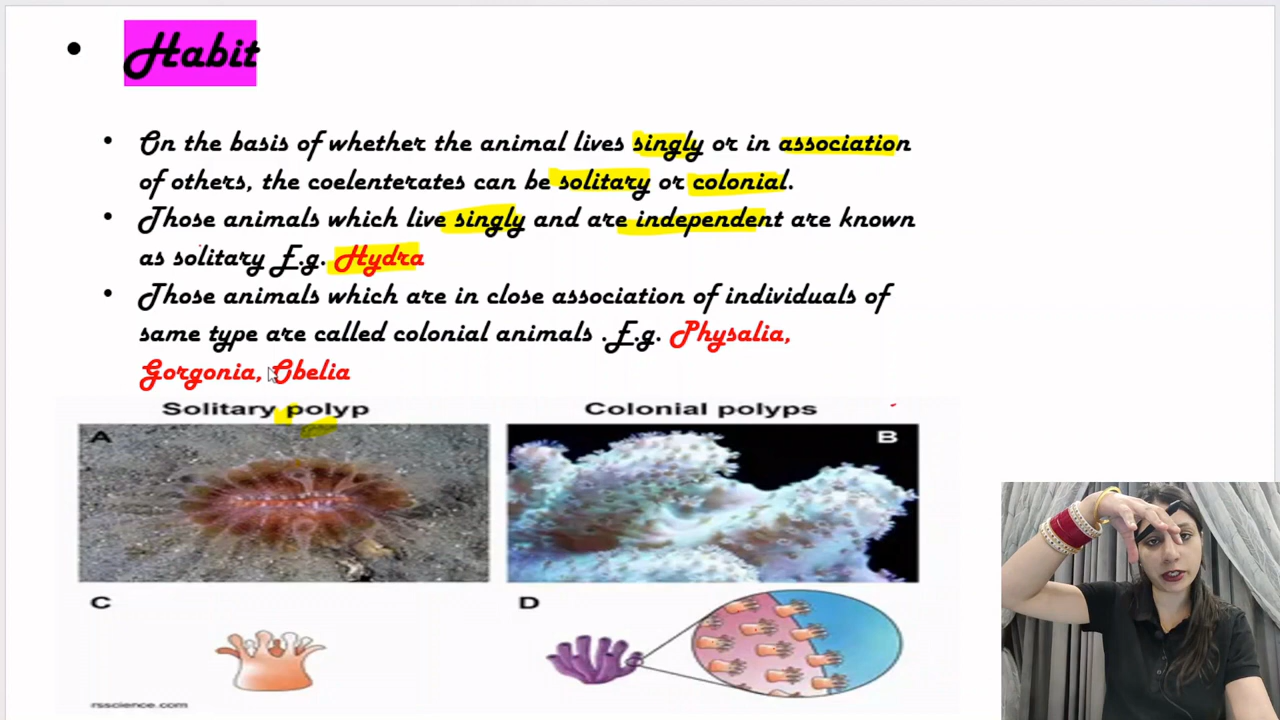 Habit
On the basis of whether the animal lives singly or in association
of others, the coelenterates can be solitary or colonial.
Those animals which live singly and are independent are known
as solitary E.g. Hydra
Those animals which are in close association of individuals of
same type are called colonial animals .E.g. Physalia,
Gorgonia, Obelia
Solitary polyp
Colonial polyps
A
B
C
D
rsscience.com